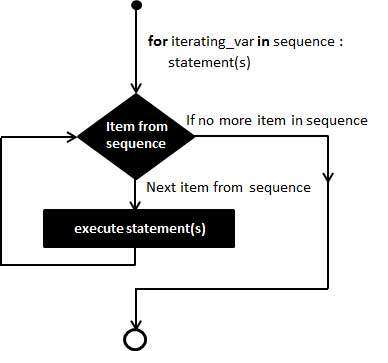 for iterating_var in sequence :
statement(s)
If no more item in sequence
Item from
sequence
Next item from sequence
execute statement(s)